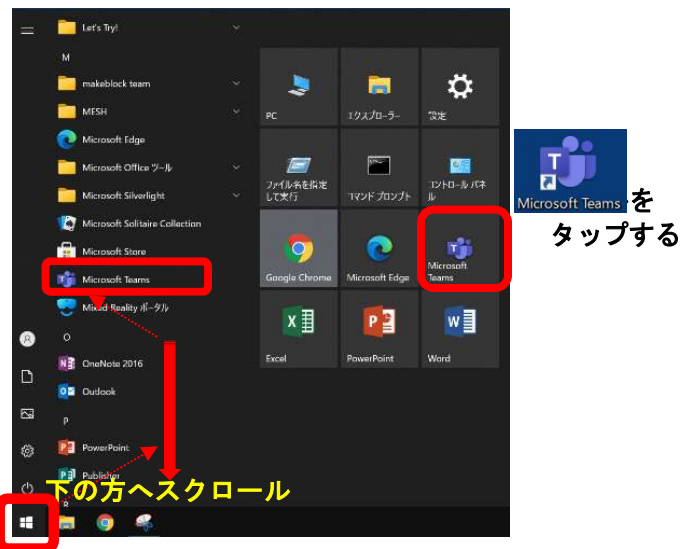 Let's Try!
M
makeblock team
MESH
Microsoft Edge
Microsoft Office ツール
Microsoft Silverlight
Microsoft Solitaire Collection
Microsoft Store
Microsoft Teams
Mixed Reality ポータル
O
OneNote 2016
Outlook
P
PowerPoint
Publisher
R
下の方へスクロール
PC
エクスプローラー
設定
ファイル名を指定
して実行
コマンド プロンプト
コントロール パネ
ル
Google Chrome
Microsoft Edge
Microsoft
Teams
Excel
PowerPoint
Word
Microsoft Teams
を
タップする